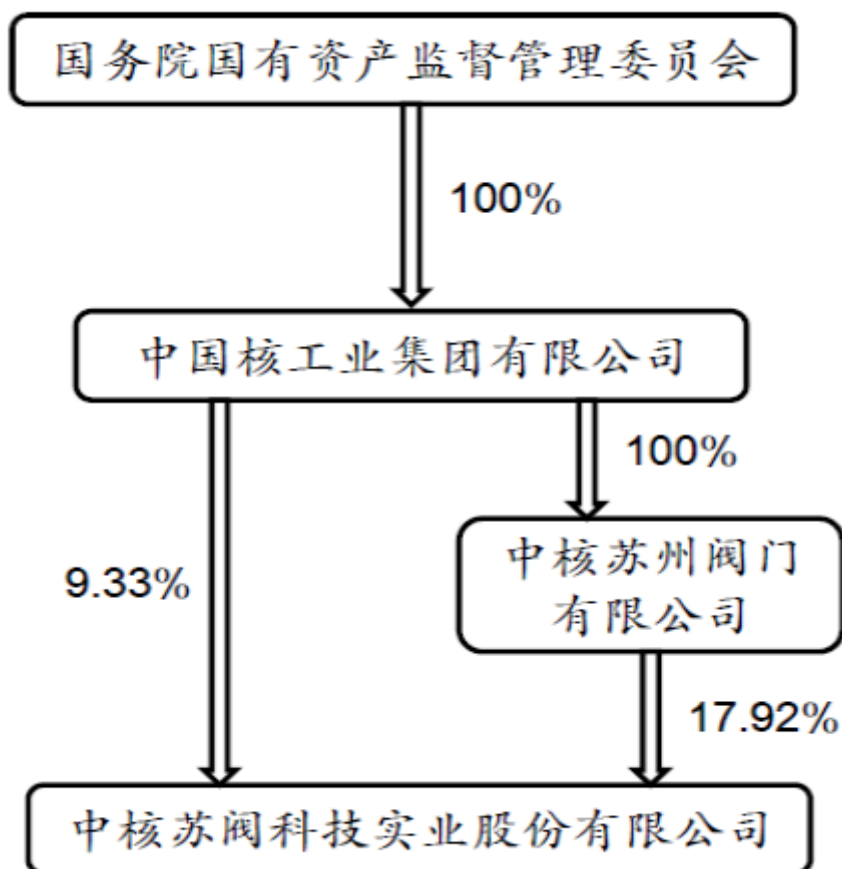 国务院国有资产监督管理委员会
100%
中国核工业集团有限公司
100%
9.33%
中核苏州阀门
有限公司
17.92%
中核苏阀科技实业股份有限公司